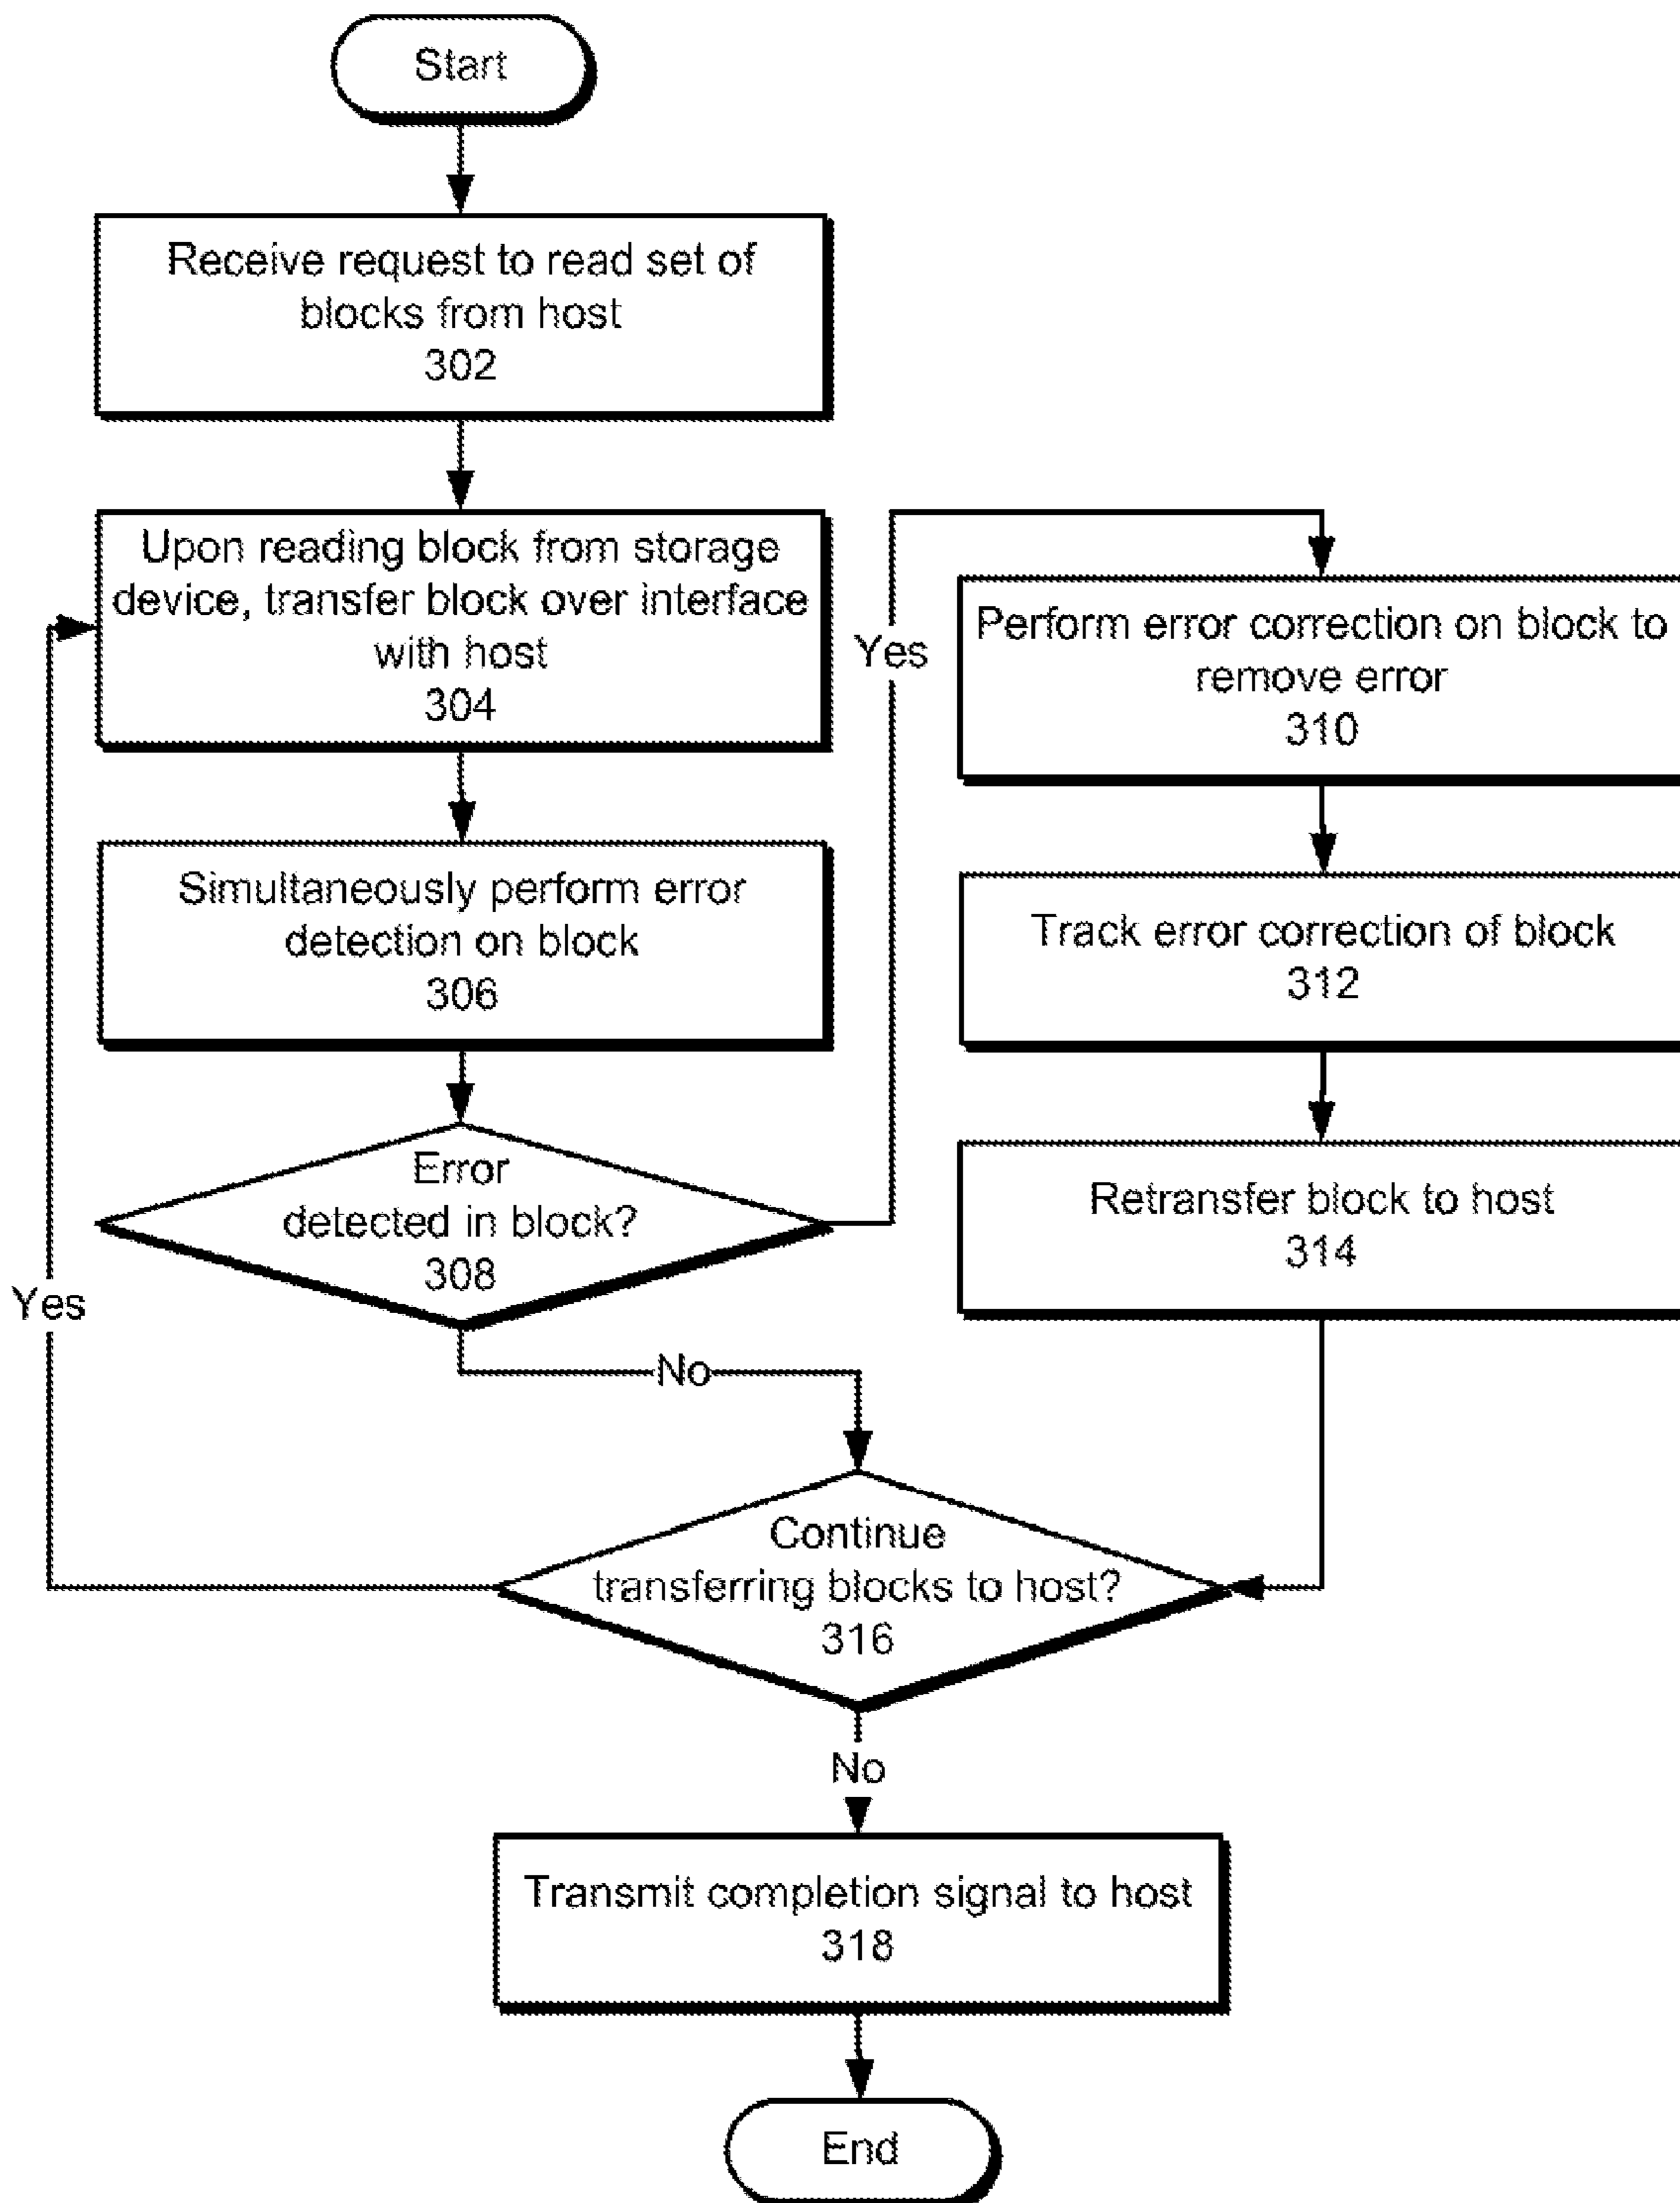 Start
Receive request to read set of
blocks from host
302
Upon reading block from storage
device, transfer block over interface
with host
304
Simultaneously perform error
detection on block
306
Error
detected in block?
308
Yes
Perform error correction on block to
remove error
310
Track error correction of block
312
Retransfer block to host
314
No
Yes
Continue
transferring blocks to host?
316
No
Transmit completion signal to host
318
End